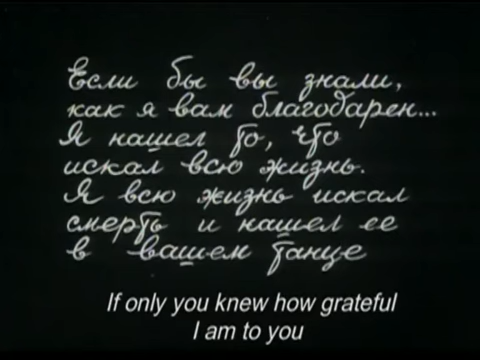 Если бы вы знали,
как я вам благодарен...
Я нашел то, что
искал всю жизнь.
Я всю жизнь искал
смерть и нашел ее
в вашем танце
If only you knew how grateful
I am to you